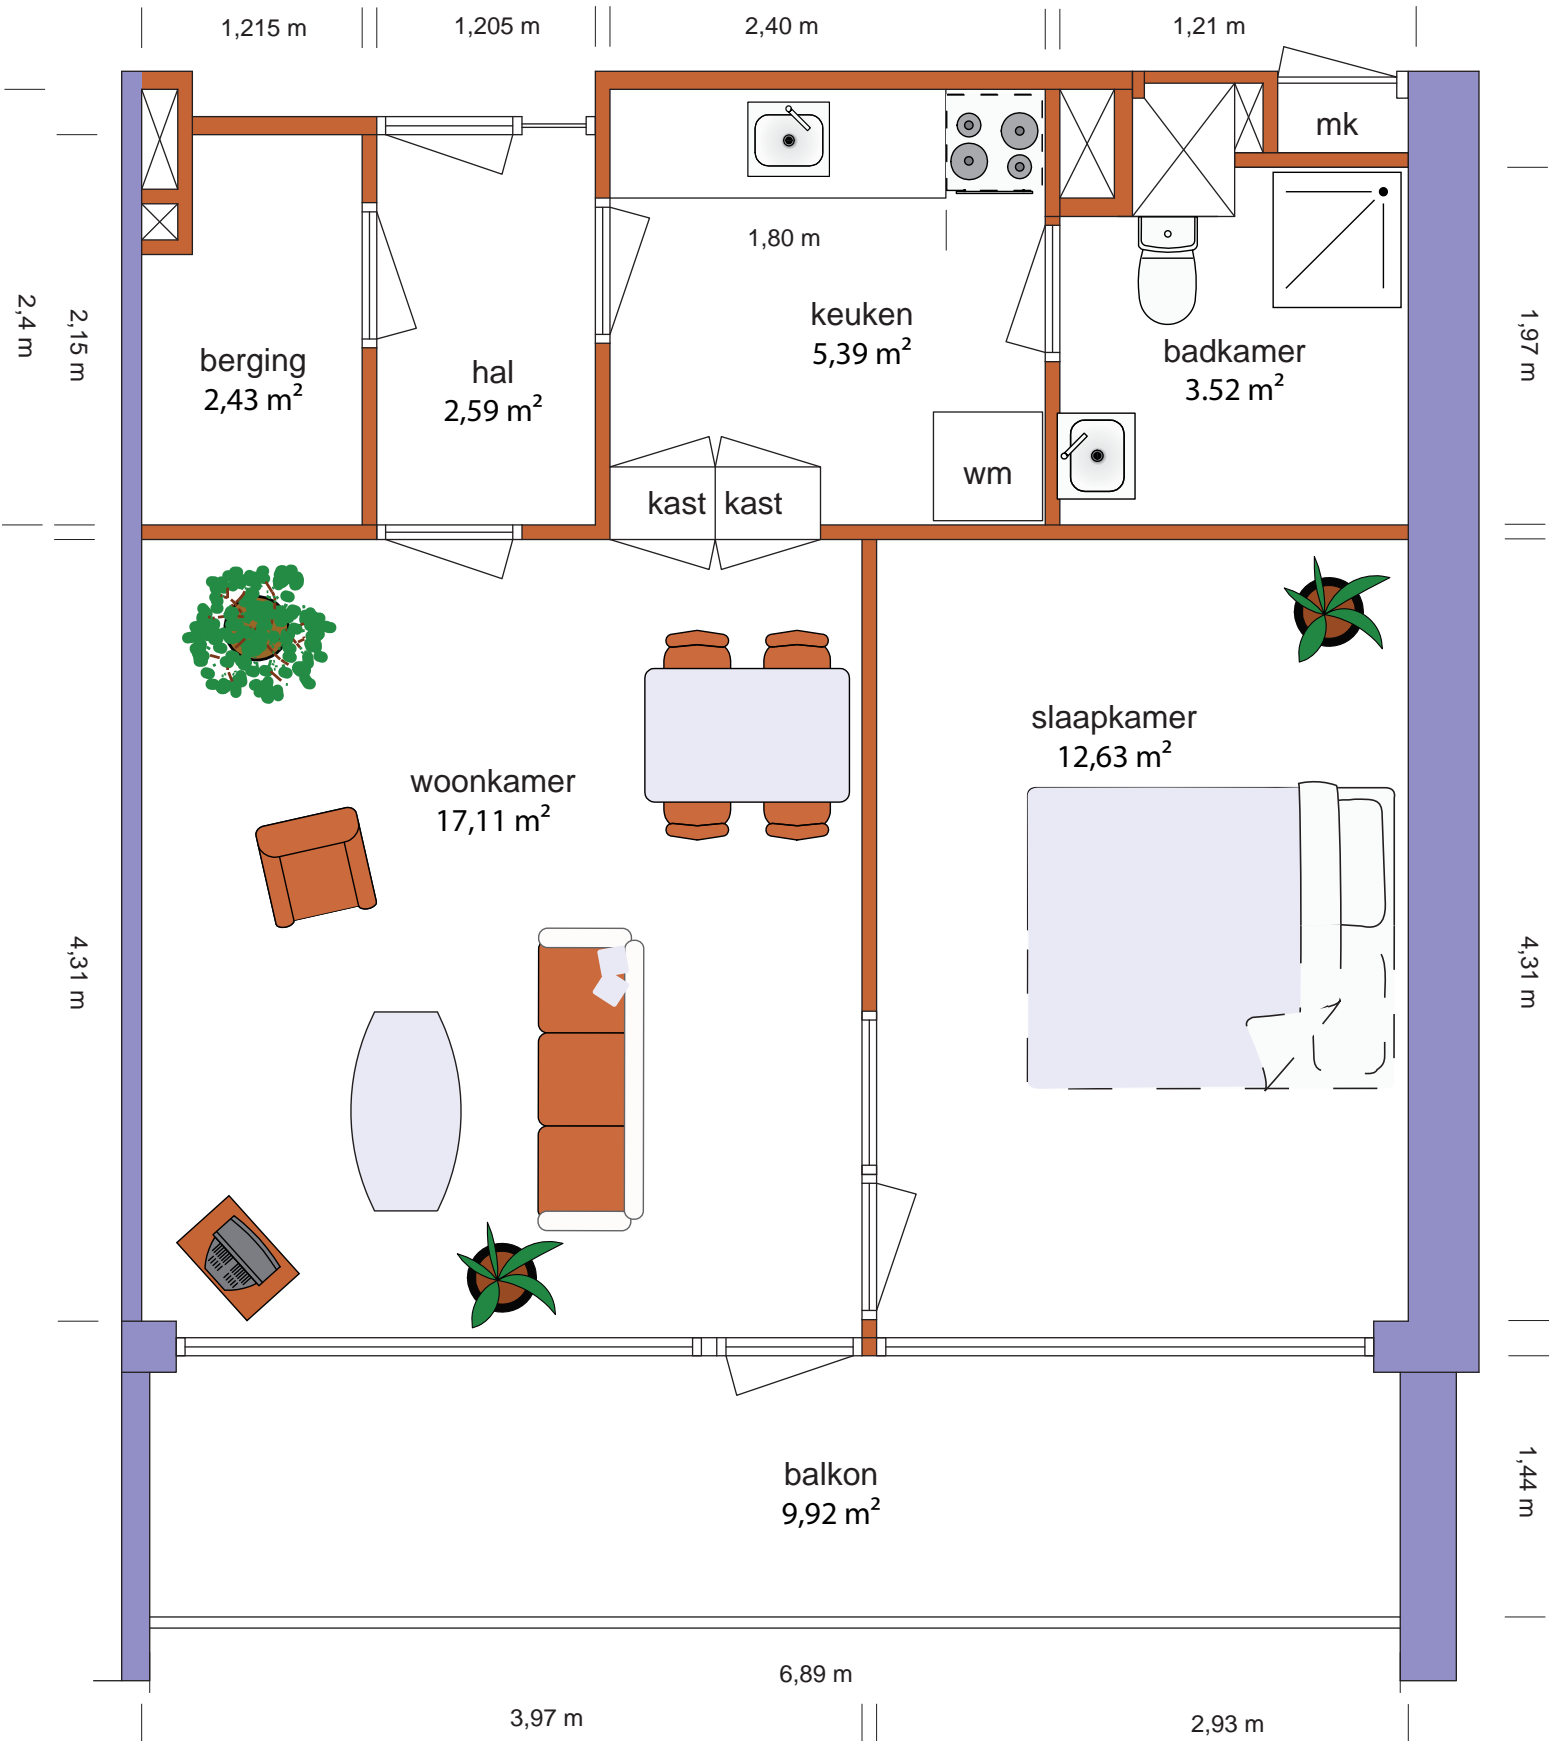 1,215 m
1,205 m
2,40 m
1,21 m
mk
1,80 m
2,4 m
2,15 m
keuken
5,39 m²
1,97 m
berging
2,43 m²
hal
2,59 m²
badkamer
3.52 m²
kast
kast
wm
slaapkamer
12,63 m²
woonkamer
17,11 m²
4,31 m
4,31 m
balkon
9,92 m²
1,44 m
6,89 m
3,97 m
2,93 m